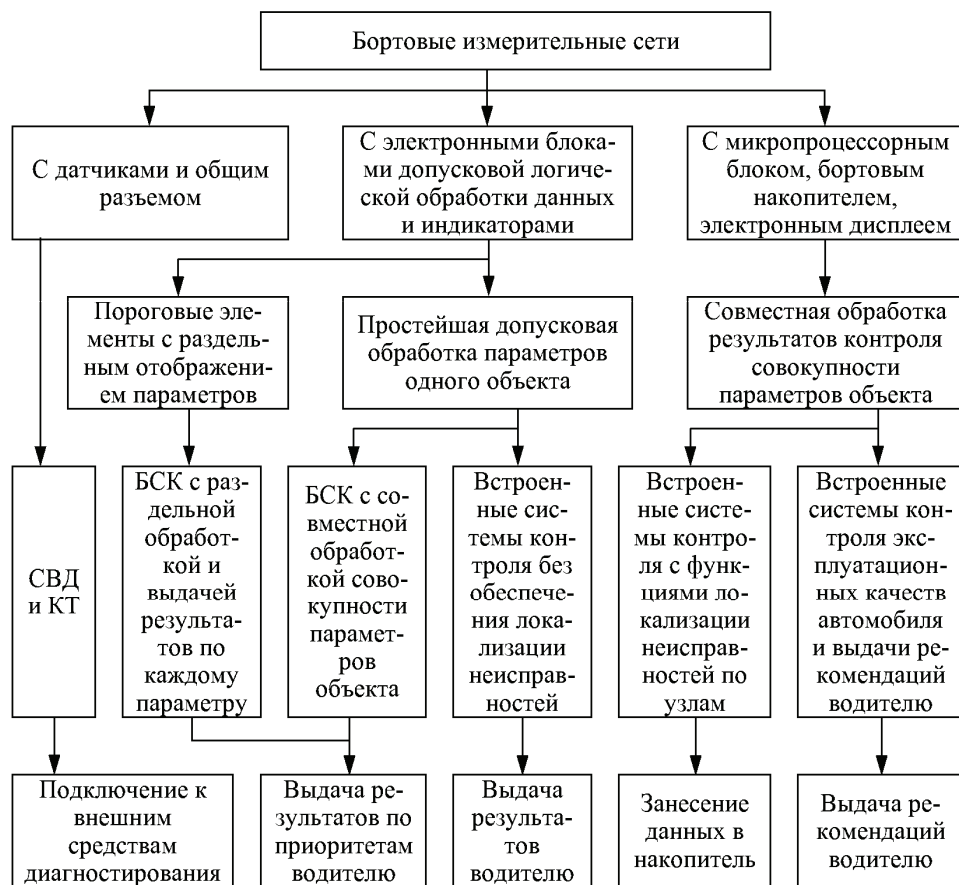 Бортовые измерительные сети
С датчиками и общим
разъемом
С электронными блока-
ми допусковой логиче-
ской обработки данных
и индикаторами
С микропроцессорным
блоком, бортовым
накопителем,
электронным дисплеем
Пороговые эле-
менты с раздель-
ным отображени-
ем параметров
Простейшая допусковая
обработка параметров
одного объекта
Совместная обработка
результатов контроля
совокупности
параметров объекта
СВД
и КТ
БСК с раз-
дельной
обработ-
кой и
выдачей
результа-
тов по
каждому
параметру
БСК с со-
вместной
обработ-
кой сово-
купности
парамет-
ров
объекта
Встроен-
ные сис-
темы кон-
троля без
обеспече-
ния лока-
лизации
неисправ-
ностей
Встроен-
ные систе-
мы контро-
ля с функ-
циями ло-
кализации
неисправ-
ностей по
узлам
Встроенные
системы кон-
троля экс-
плуатацион-
ных качеств
автомобиля
и выдачи ре-
комендаций
водителю
Подключение к
внешним
средствам
диагностирования
Выдача ре-
зультатов по
приоритетам
водителю
Выдача
результа-
тов
водителю
Занесение
данных в
накопитель
Выдача ре-
комендаций
водителю